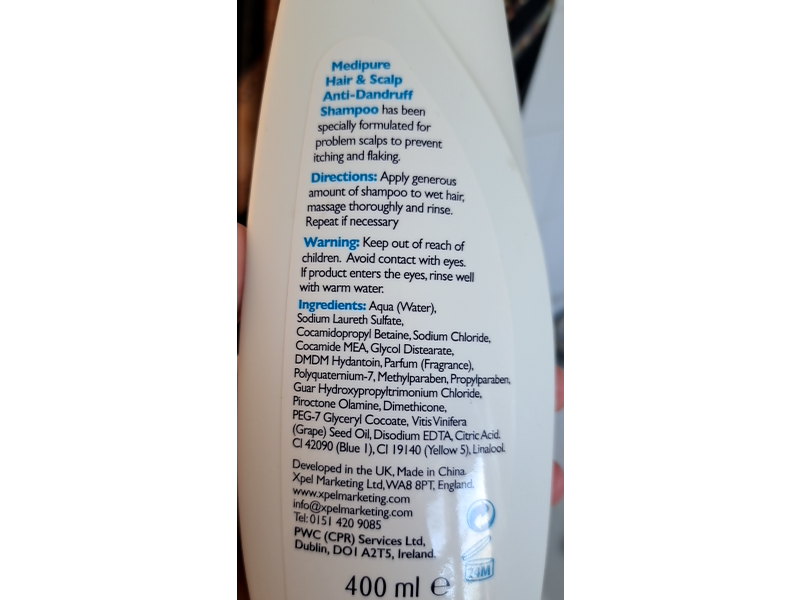 Medipure
Hair & Scalp
Anti-Dandruff
Shampoo has been
specially formulated for
problem scalps to prevent
itching and flaking.
Directions: Apply generous
amount of shampoo to wet hair,
massage thoroughly and rinse.
Repeat if necessary
Warning: Keep out of reach of
children. Avoid contact with eyes.
If product enters the eyes, rinse well
with warm water.
Ingredients: Aqua (Water),
Sodium Laureth Sulfate,
Cocamidopropyl Betaine, Sodium Chloride,
Cocamide MEA, Glycol Distearate,
DMDM Hydantoin, Parfum (Fragrance),
Polyquaternium-7, Methylparaben, Propylparaben,
Guar Hydroxypropyltrimonium Chloride,
Piroctone Olamine, Dimethicone,
PEG-7 Glyceryl Cocoate, Vitis Vinifera
(Grape) Seed Oil, Disodium EDTA, Citric Acid.
CI 42090 (Blue 1), CI 19140 (Yellow 5), Linalool.
Developed in the UK, Made in China.
Xpel Marketing Ltd, WA8 8PT, England.
www.xpelmarketing.com
info@xpelmarketing.com
Tel: 0151 420 9085
PWC (CPR) Services Ltd,
Dublin, DO1 A2T5, Ireland.
24M
400 ml e